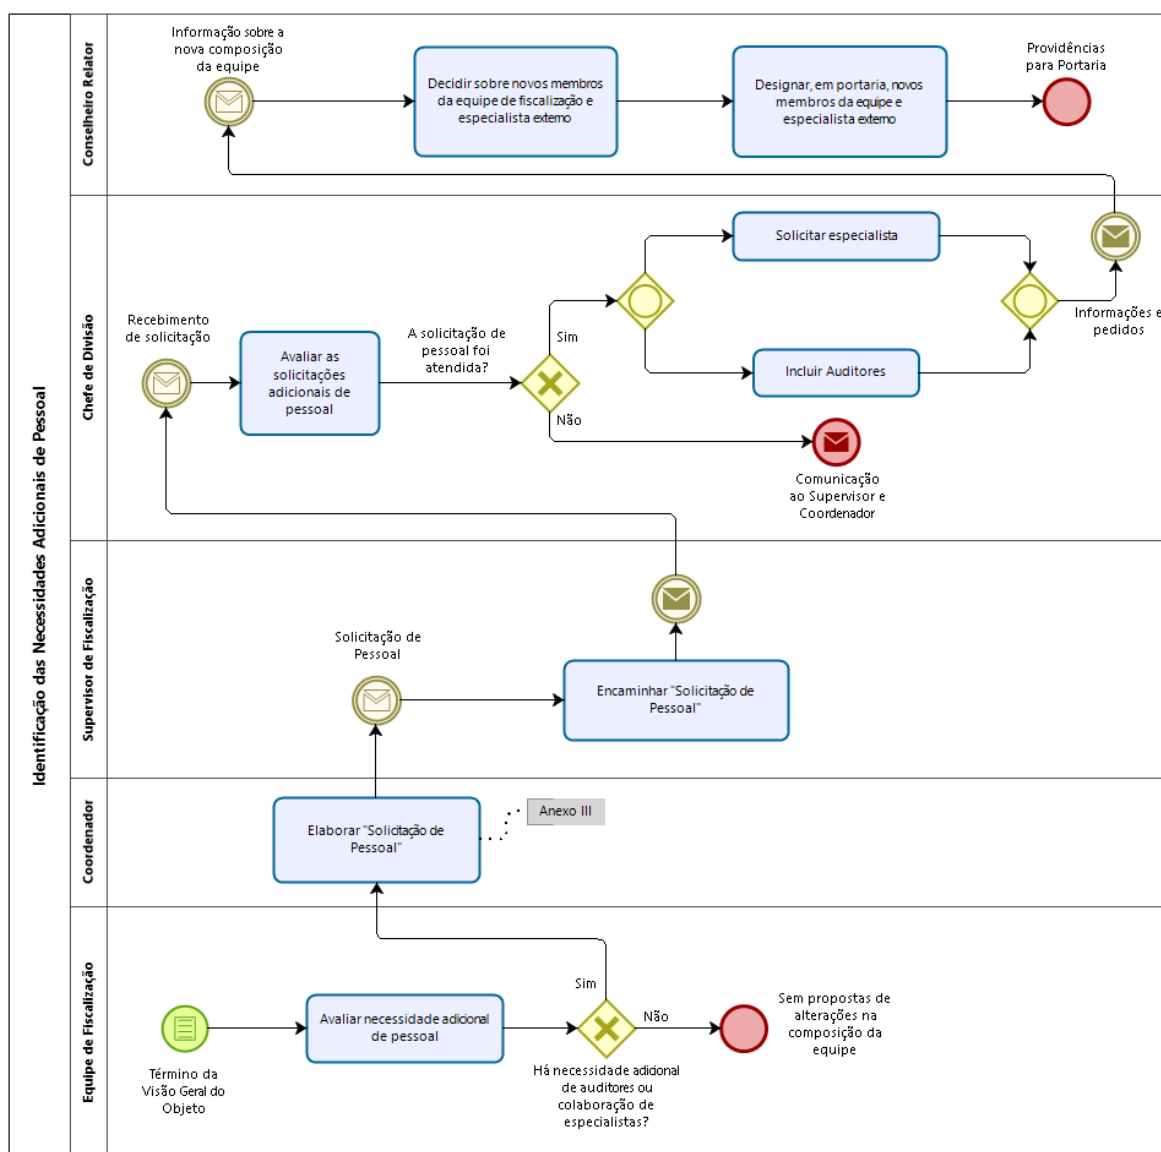 Identificação das Necessidades Adicionais de Pessoal
Conselheiro Relator
Informação sobre a
nova composição
da equipe
Decidir sobre novos membros
da equipe de fiscalização e
especialista externo
Designar, em portaria, novos
membros da equipe e
especialista externo
Providências
para Portaria
Chefe de Divisão
Recebimento
de solicitação
Avaliar as
solicitações
adicionais de
pessoal
A solicitação de
pessoal foi
atendida?
Sim
Não
Solicitar especialista
Incluir Auditores
Informações e
pedidos
Comunicação
ao Supervisor e
Coordenador
Supervisor de Fiscalização
Solicitação de
Pessoal
Encaminhar "Solicitação de
Pessoal"
Coordenador
Elaborar "Solicitação de
Pessoal"
Anexo III
Equipe de Fiscalização
Término da
Visão Geral do
Objeto
Avaliar necessidade adicional
de pessoal
Sim
Não
Há necessidade adicional
de auditores ou
colaboração de
especialistas?
Sem propostas de
alterações na
composição da
equipe